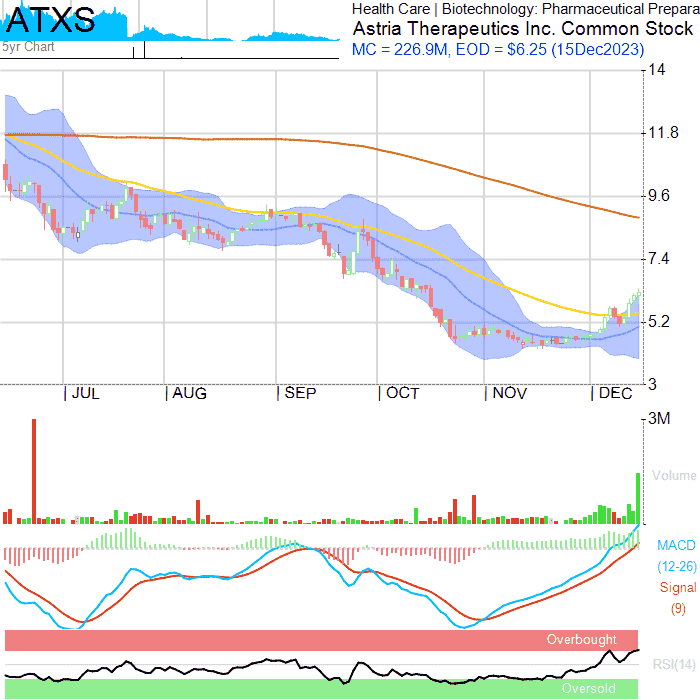 ATXS
5yr Chart
Health Care | Biotechnology: Pharmaceutical Prepara
Astria Therapeutics Inc. Common Stock
MC = 226.9M, EOD = $6.25 (15Dec2023)
14
11.8
9.6
7.4
5.2
3
| JUL | AUG | SEP | OCT | NOV | DEC
3M
Volume
MACD
(12-26)
Signal
(9)
Overbought
RSI(14)
Oversold